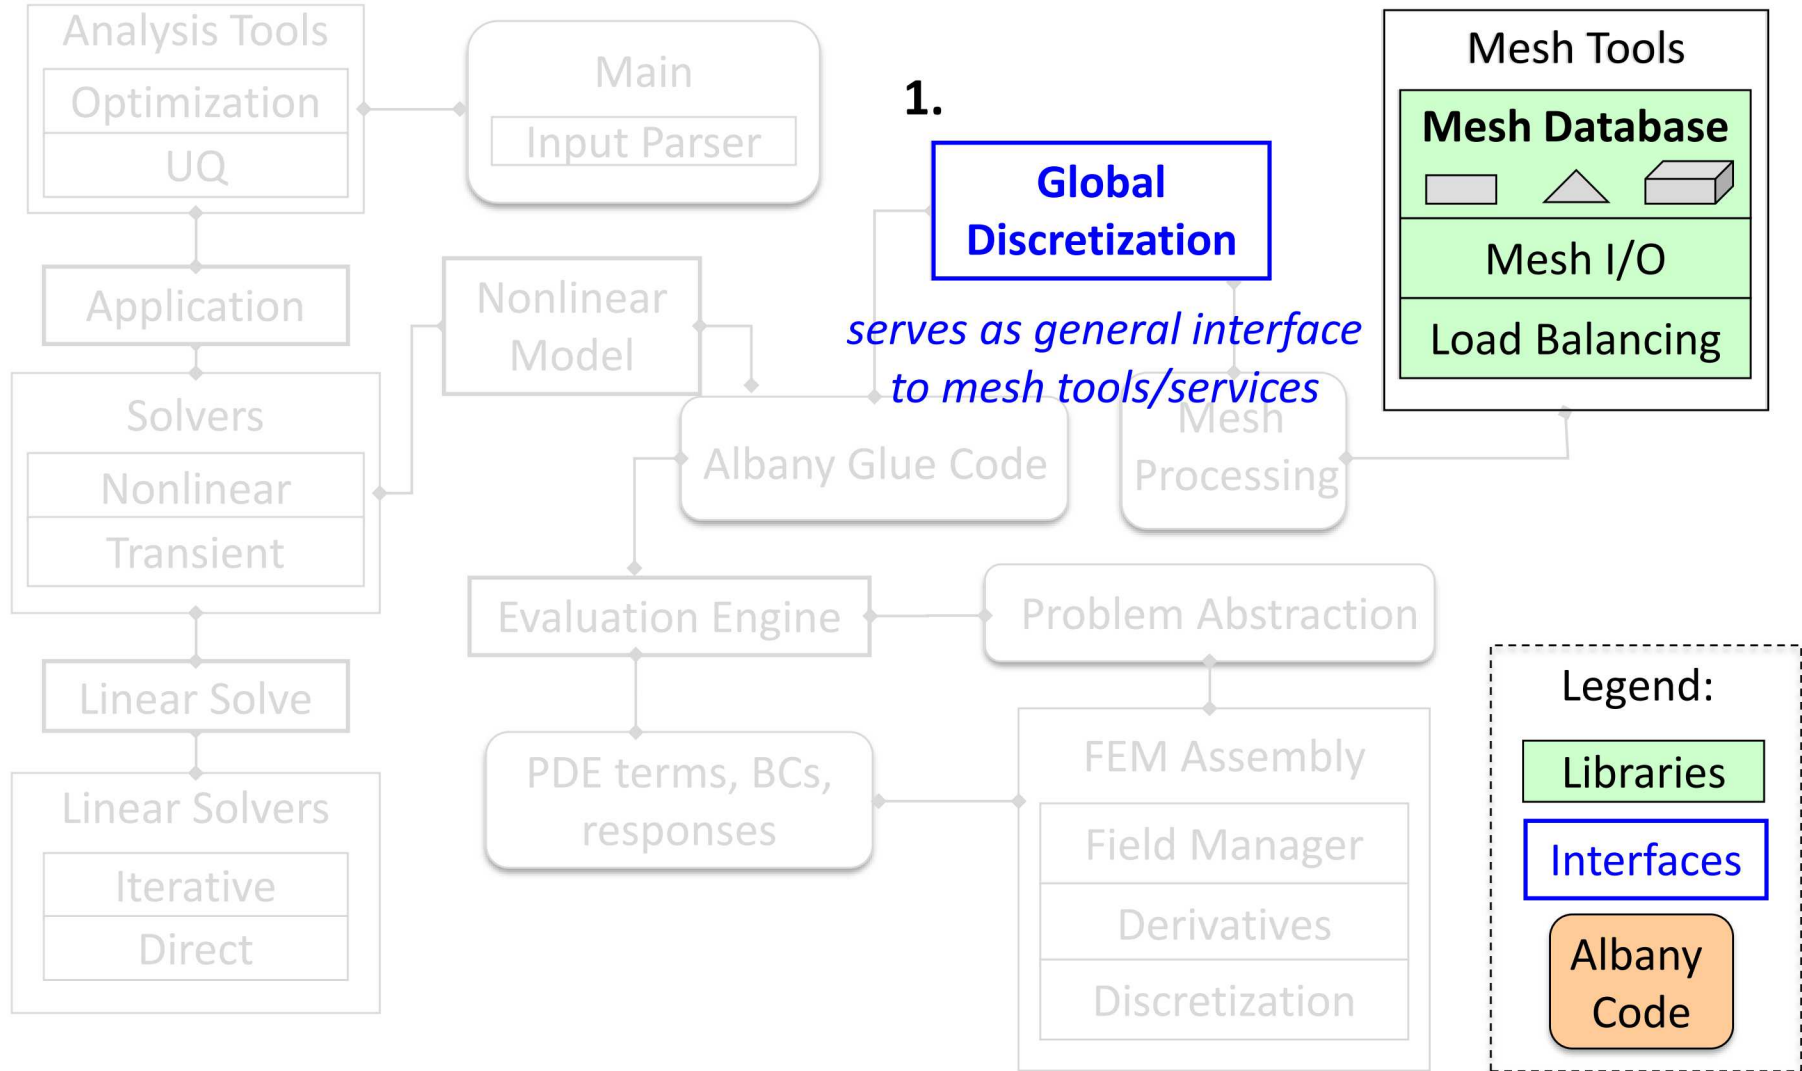 Analysis Tools
Optimization
UQ
Main
Input Parser
1.
Global
Discretization
serves as general interface
to mesh tools/services
Mesh Tools
Mesh Database
Mesh I/O
Load Balancing
Application
Nonlinear
Model
Solvers
Nonlinear
Transient
Albany Glue Code
Mesh
Processing
Evaluation Engine
Problem Abstraction
Linear Solve
PDE terms, BCs,
responses
FEM Assembly
Field Manager
Derivatives
Discretization
Linear Solvers
Iterative
Direct
Legend:
Libraries
Interfaces
Albany
Code